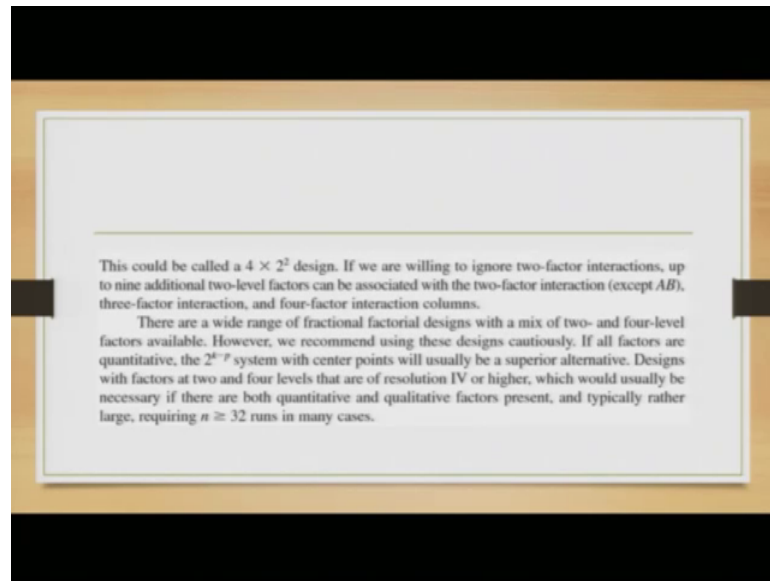 This could be called a 4 × 2² design. If we are willing to ignore two-factor interactions, up
to nine additional two-level factors can be associated with the two-factor interaction (except AB),
three-factor interaction, and four-factor interaction columns.
There are a wide range of fractional factorial designs with a mix of two- and four-level
factors available. However, we recommend using these designs cautiously. If all factors are
quantitative, the 2ᵏ⁻ᵖ system with center points will usually be a superior alternative. Designs
with factors at two and four levels that are of resolution IV or higher, which would usually be
necessary if there are both quantitative and qualitative factors present, and typically rather
large, requiring n ≥ 32 runs in many cases.